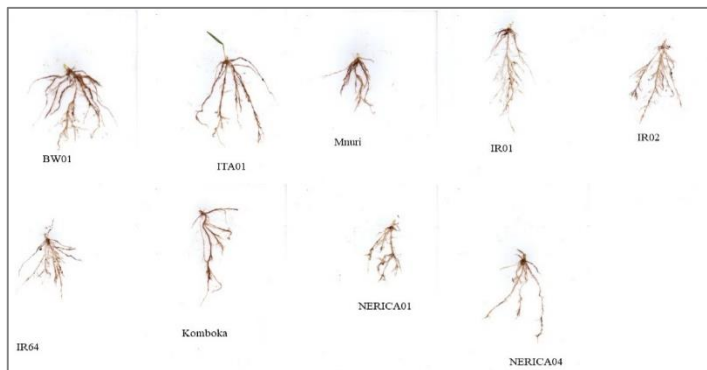 BW01
ITA01
Mnuri
IR01
IR02
IR64
Komboka
NERICA01
NERICA04